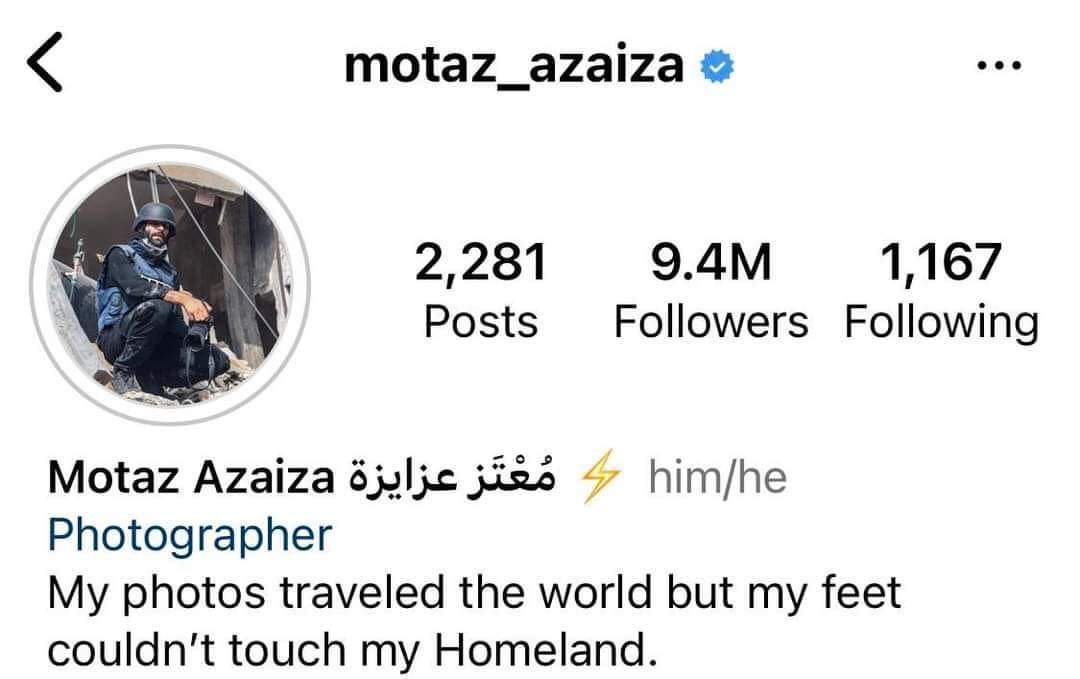 motaz_azaiza
2,281 9.4M 1,167
Posts Followers Following
Motaz Azaiza مُعْتَز عزايزة ⚡ him/he
Photographer
My photos traveled the world but my feet
couldn’t touch my Homeland.